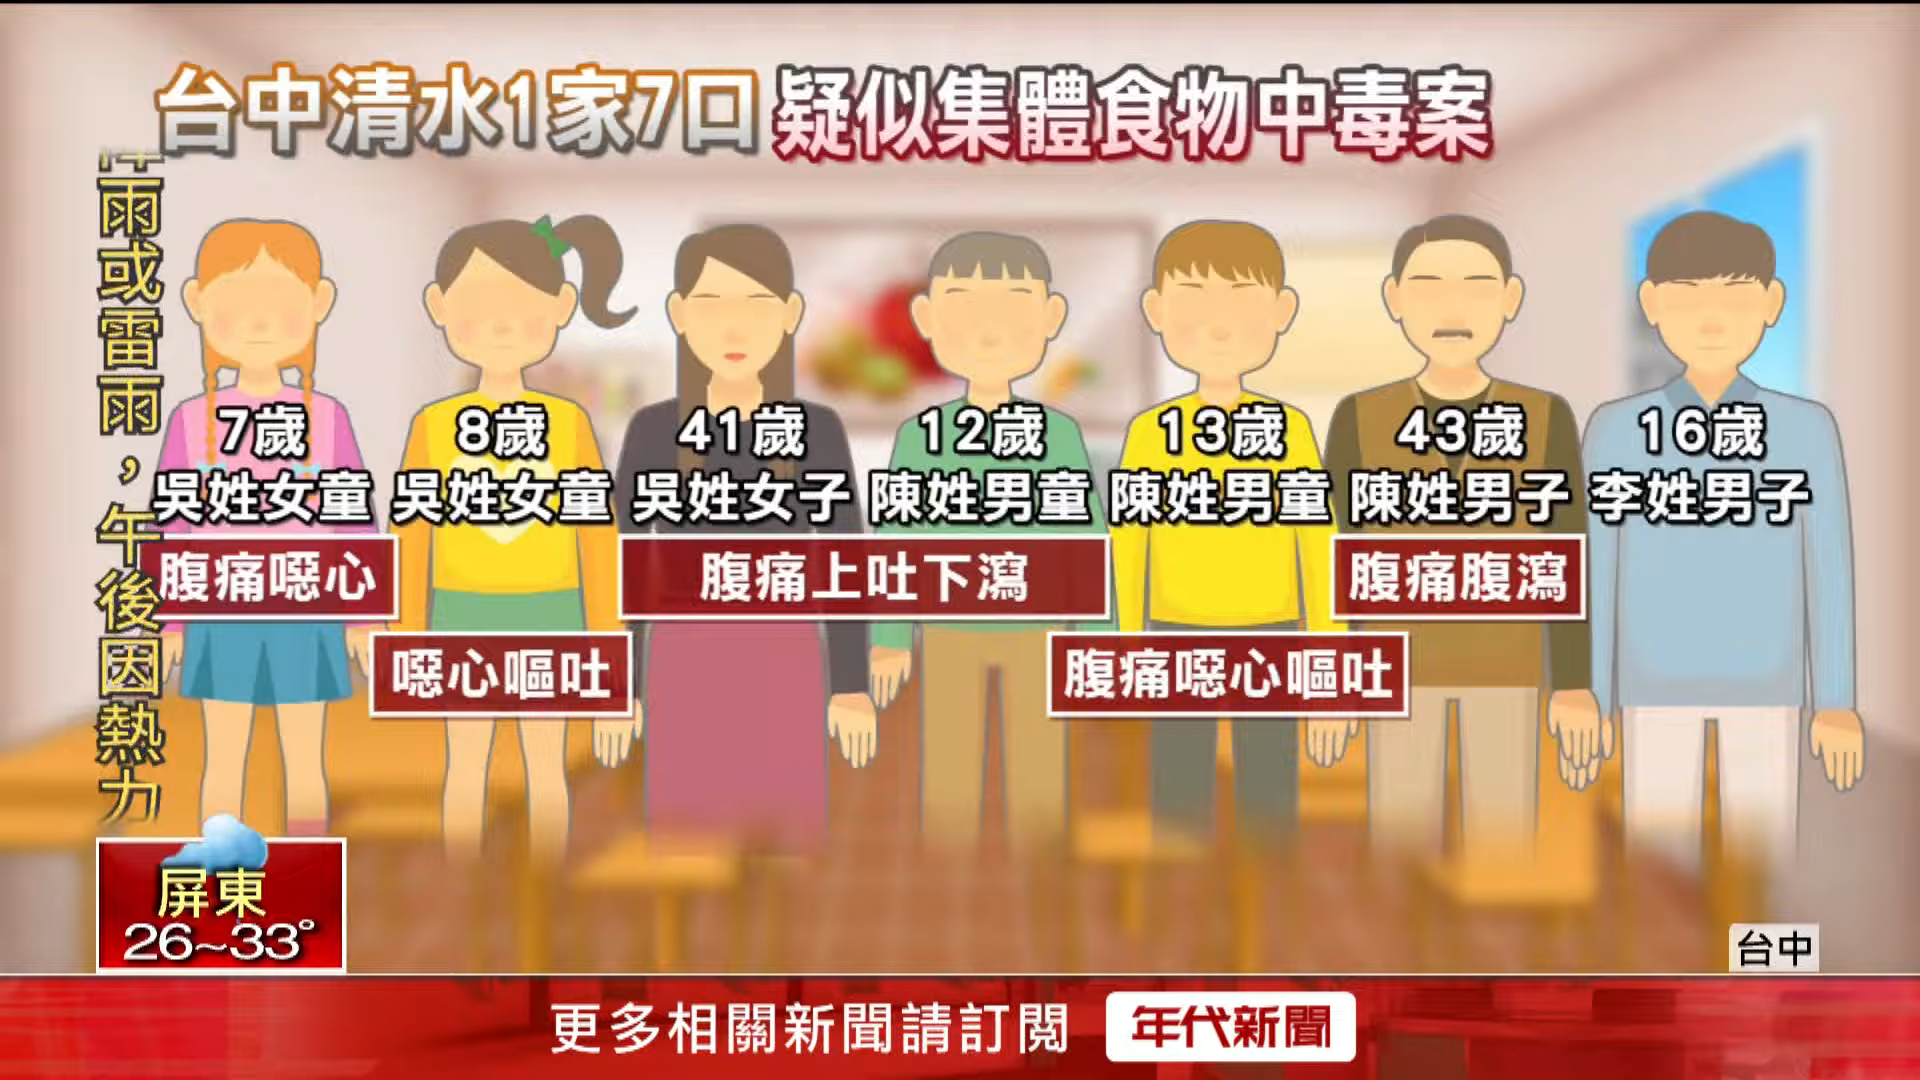 台中清水1家7口 疑似集體食物中毒案
雨或雷雨，午後因熱力
7歲 8歲 41歲 12歲 13歲 43歲 16歲
吳姓女童 吳姓女童 吳姓女子 陳姓男童 陳姓男童 陳姓男子 李姓男子
腹痛噁心 腹痛上吐下瀉 腹痛腹瀉
噁心嘔吐 腹痛噁心嘔吐
屏東
26~33°
台中
更多相關新聞請訂閱 年代新聞